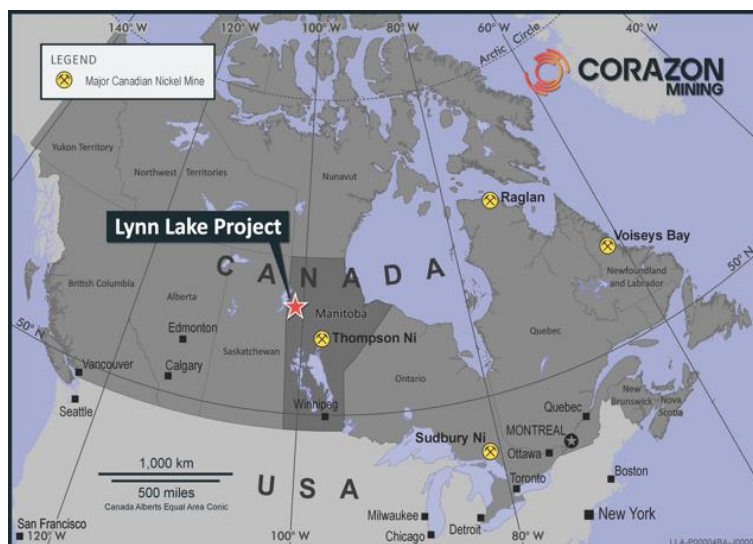 140° W
120° W
100° W
80° W
60° W
Arctic Circle
LEGEND
Major Canadian Nickel Mine
CORAZON
MINING
Yukon Territory
Northwest Territories
Nunavut
Raglan
Lynn Lake Project
Voiseys Bay
50° N
CANADA
British Columbia
Alberta
Manitoba
Newfoundland
and Labrador
50° N
Edmonton
Thompson Ni
Quebec
Saskatchewan
Ontario
Vancouver
Calgary
New
Brunswick
Nova
Scotia
Seattle
Winnipeg
Quebec
MONTREAL
Sudbury Ni
Ottawa
1,000 km
500 miles
Canada Alberts Equal Area Conic
USA
Toronto
Boston
San Francisco
120° W
100° W
Milwaukee
Detroit
New York
Chicago
80° W